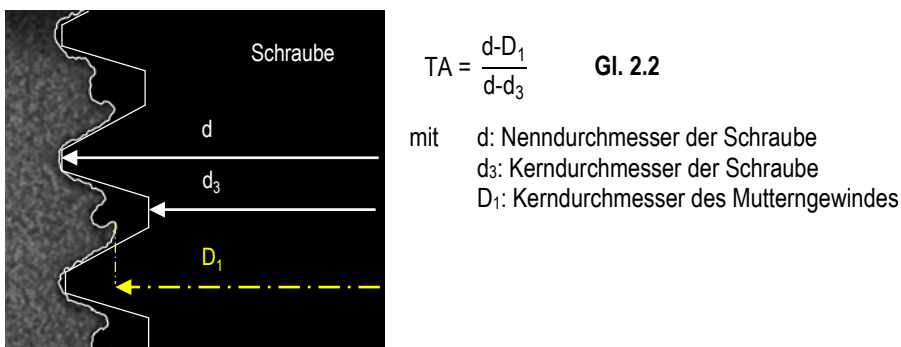 Schraube
d
d3
D1
TA = d-D1 / d-d3 Gl. 2.2
mit d: Nenndurchmesser der Schraube
d3: Kerndurchmesser der Schraube
D1: Kerndurchmesser des Mutterngewindes